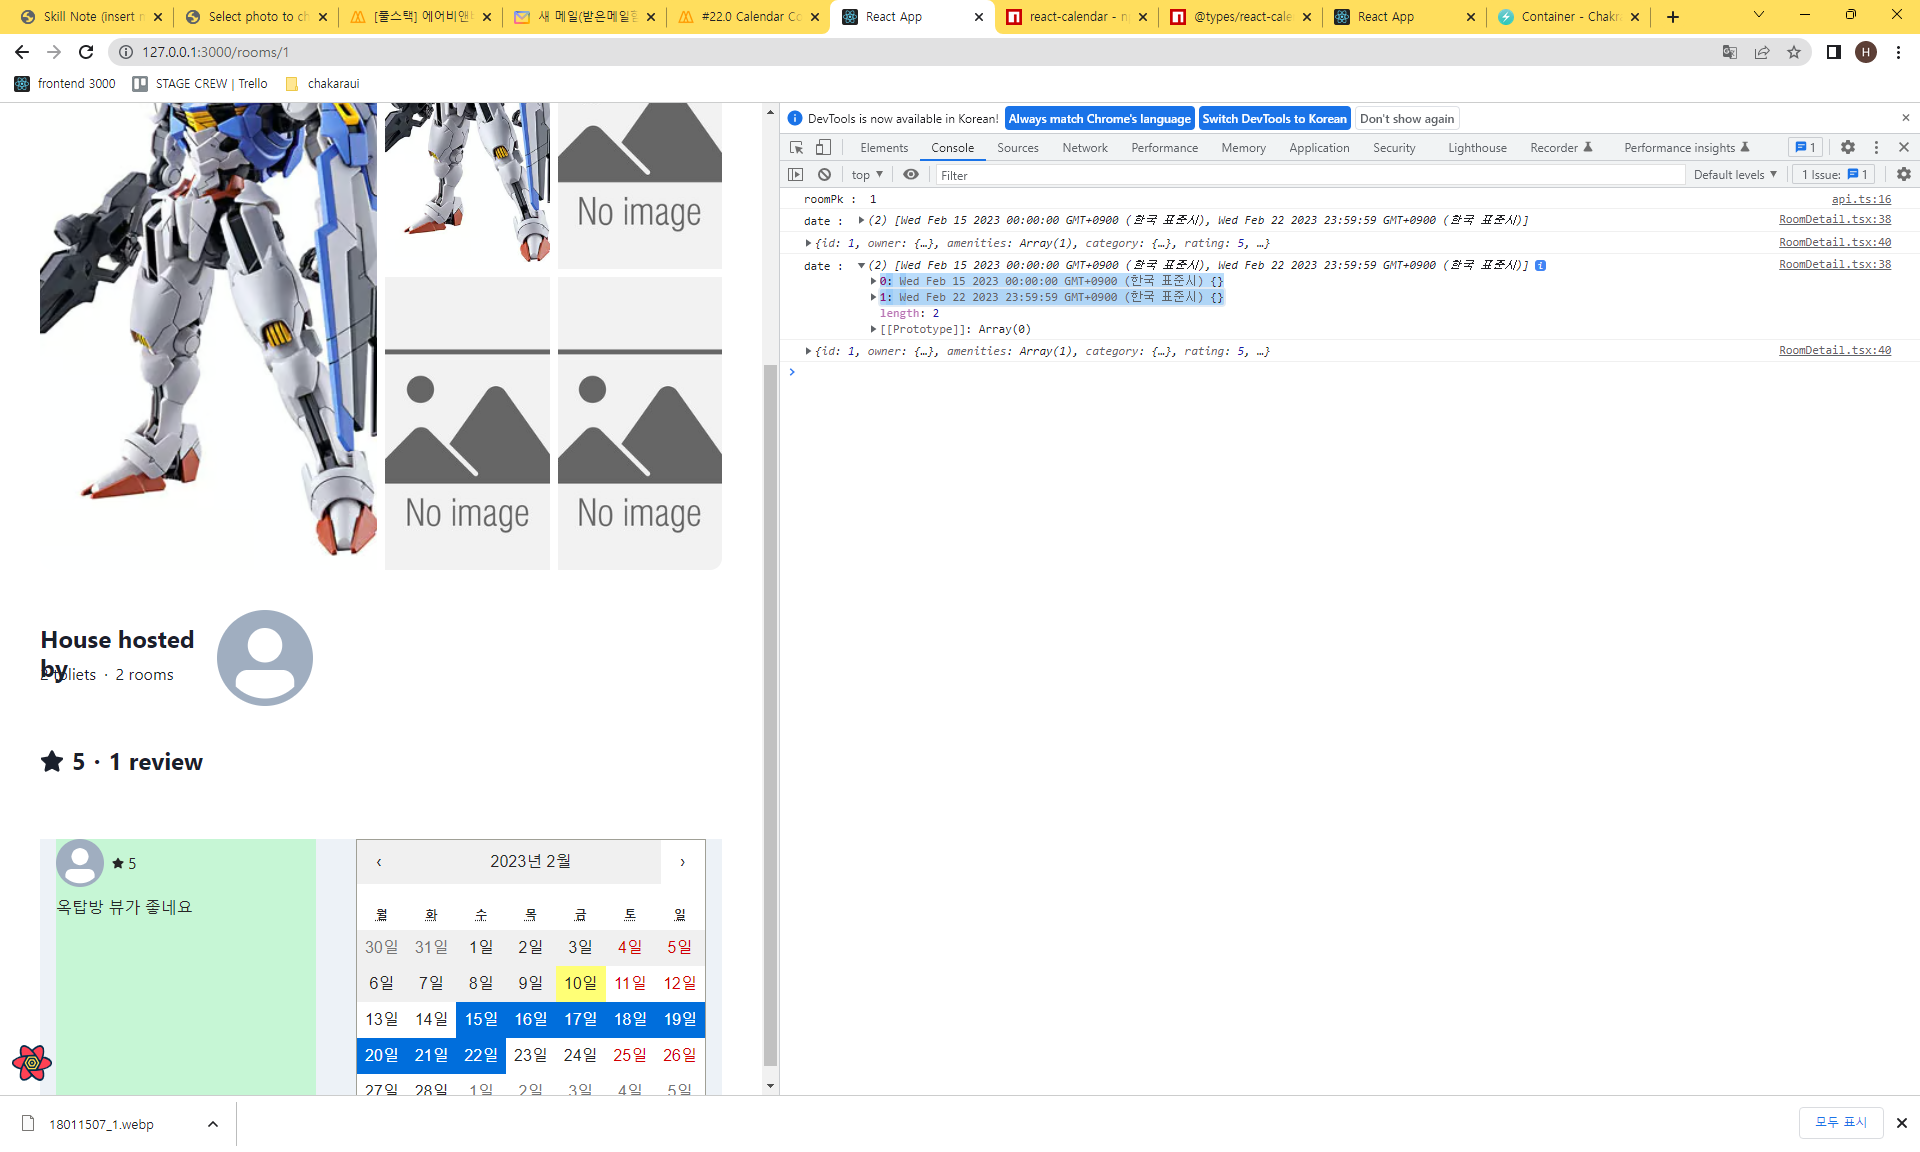 Skill Note (insert n
Select photo to ch
[풀스택] 에어비앤비
새 메일(받은메일함
#22.0 Calendar Co
React App
react-calendar - n
@types/react-cale
React App
Container - Chakr
127.0.0.1:3000/rooms/1
H
frontend 3000
STAGE CREW | Trello
chakaraui
DevTools is now available in Korean!
Always match Chrome's language
Switch DevTools to Korean
Don't show again
Elements
Console
Sources
Network
Performance
Memory
Application
Security
Lighthouse
Recorder
Performance insights
1
top
Filter
Default levels
1 Issue: 1
roomPk : 1
api.ts:16
date : (2) [Wed Feb 15 2023 00:00:00 GMT+0900 (한국 표준시), Wed Feb 22 2023 23:59:59 GMT+0900 (한국 표준시)]
RoomDetail.tsx:38
{id: 1, owner: {…}, amenities: Array(1), category: {…}, rating: 5, …}
RoomDetail.tsx:40
date : (2) [Wed Feb 15 2023 00:00:00 GMT+0900 (한국 표준시), Wed Feb 22 2023 23:59:59 GMT+0900 (한국 표준시)] i
RoomDetail.tsx:38
0: Wed Feb 15 2023 00:00:00 GMT+0900 (한국 표준시) {}
1: Wed Feb 22 2023 23:59:59 GMT+0900 (한국 표준시) {}
length: 2
[[Prototype]]: Array(0)
{id: 1, owner: {…}, amenities: Array(1), category: {…}, rating: 5, …}
RoomDetail.tsx:40
No image
No image
No image
House hosted
by
2 toliets · 2 rooms
5 · 1 review
5
옥탑방 뷰가 좋네요
‹ 2023년 2월 ›
월 화 수 목 금 토 일
30일 31일 1일 2일 3일 4일 5일
6일 7일 8일 9일 10일 11일 12일
13일 14일 15일 16일 17일 18일 19일
20일 21일 22일 23일 24일 25일 26일
27일 28일 1일 2일 3일 4일 5일
18011507_1.webp
모두 표시